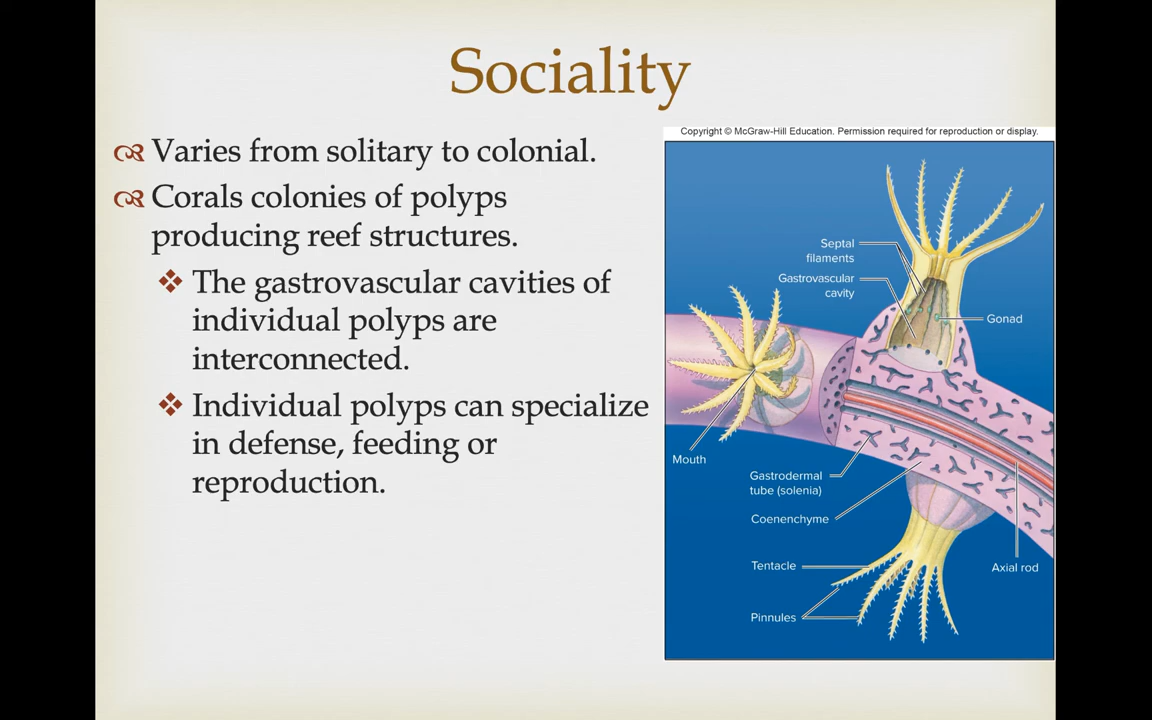 Sociality
Varies from solitary to colonial.
Corals colonies of polyps
producing reef structures.
The gastrovascular cavities of
individual polyps are
interconnected.
Individual polyps can specialize
in defense, feeding or
reproduction.
Copyright © McGraw-Hill Education. Permission required for reproduction or display.
Septal
filaments
Gastrovascular
cavity
Gonad
Mouth
Gastrodermal
tube (solenia)
Coenenchyme
Tentacle
Axial rod
Pinnules